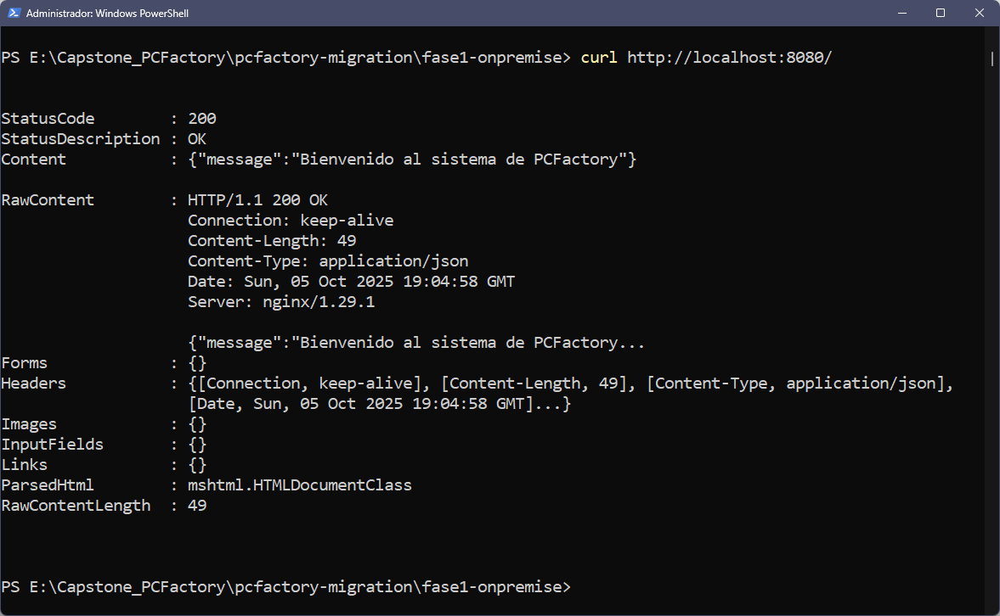 Administrador: Windows PowerShell
PS E:\Capstone_PCFactory\pcfactory-migration\fase1-onpremise> curl http://localhost:8080/
StatusCode        : 200
StatusDescription : OK
Content           : {"message":"Bienvenido al sistema de PCFactory"}
RawContent        : HTTP/1.1 200 OK
                    Connection: keep-alive
                    Content-Length: 49
                    Content-Type: application/json
                    Date: Sun, 05 Oct 2025 19:04:58 GMT
                    Server: nginx/1.29.1
                    {"message":"Bienvenido al sistema de PCFactory...
Forms             : {}
Headers           : {[Connection, keep-alive], [Content-Length, 49], [Content-Type, application/json],
                    [Date, Sun, 05 Oct 2025 19:04:58 GMT]...}
Images            : {}
InputFields       : {}
Links             : {}
ParsedHtml        : mshtml.HTMLDocumentClass
RawContentLength  : 49
PS E:\Capstone_PCFactory\pcfactory-migration\fase1-onpremise>